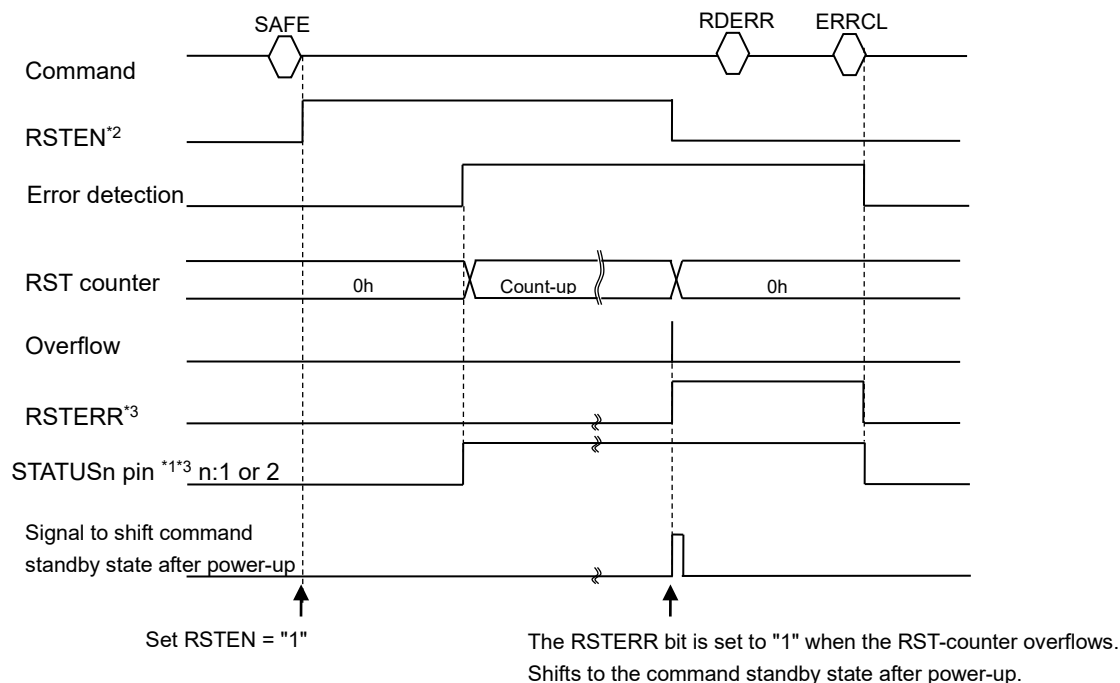 SAFE RDERR ERRCL
Command
RSTEN*2
Error detection
RST counter 0h Count-up 0h
Overflow
RSTERR*3
STATUSn pin *1*3 n:1 or 2
Signal to shift command
standby state after power-up
Set RSTEN = "1"
The RSTERR bit is set to "1" when the RST-counter overflows.
Shifts to the command standby state after power-up.